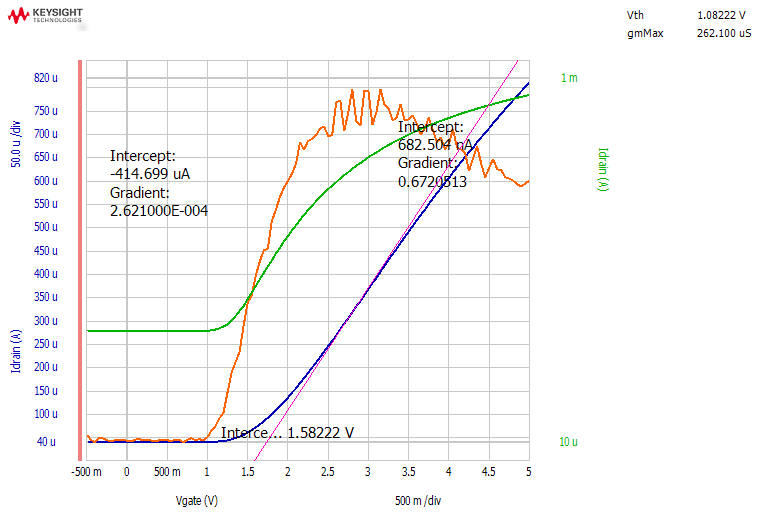 KEYSIGHT
TECHNOLOGIES
Vth 1.08222 V
gmMax 262.100 uS
820 u
750 u
700 u
650 u
600 u
550 u
500 u
450 u
400 u
350 u
300 u
250 u
200 u
150 u
100 u
40 u
50.0 u /div
Idrain (A)
Intercept:
-414.699 uA
Gradient:
2.621000E-004
Intercept:
682.504 nA
Gradient:
0.6720513
Interce... 1.58222 V
1 m
Idrain (A)
10 u
-500 m 0 500 m 1 1.5 2 2.5 3 3.5 4 4.5 5
Vgate (V) 500 m /div